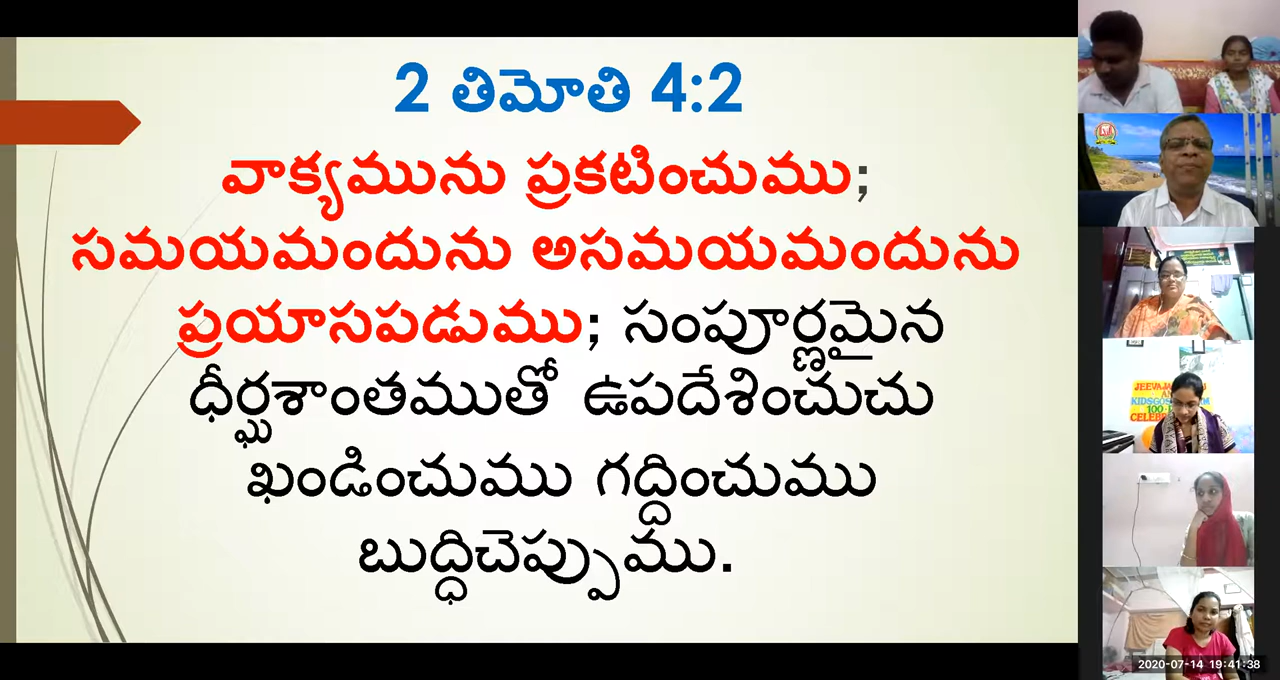 2 తిమోతి 4:2
వాక్యమును ప్రకటించుము;
సమయమందును అసమయమందును
ప్రయాసపడుము; సంపూర్ణమైన
ధీర్ఘశాంతముతో ఉపదేశించుచు
ఖండించుము గద్దించుము
బుద్ధిచెప్పుము.
100
2020-07-14 19:41:38